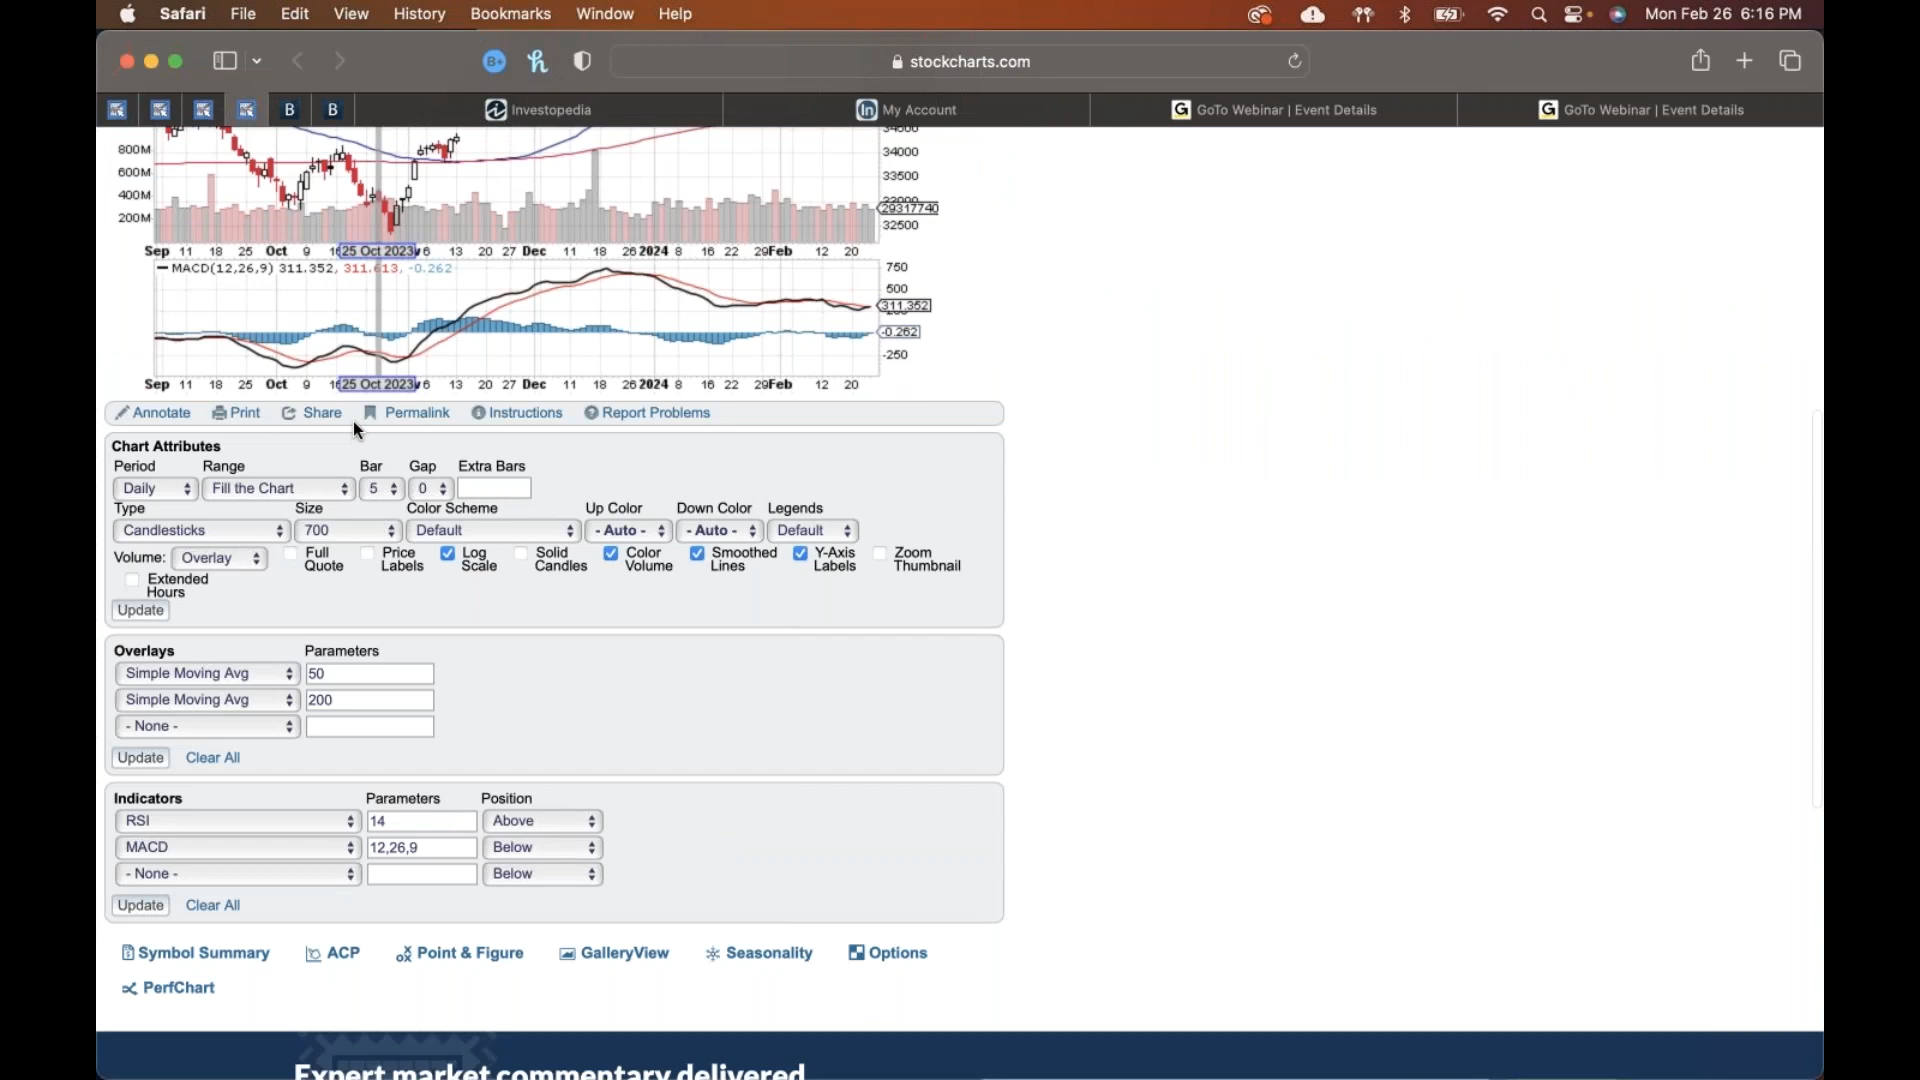 Safari File Edit View History Bookmarks Window Help Mon Feb 26 6:16 PM
stockcharts.com
B B Investopedia My Account GoTo Webinar | Event Details GoTo Webinar | Event Details
34000
800M
600M 33500
400M
200M 32500
29317740
Sep 11 18 25 Oct 9 25 Oct 2023 6 13 20 27 Dec 11 18 26 2024 8 16 22 29 Feb 12 20
MACD(12,26,9) 311.352, 311.613, -0.262
750
500
311.352
-0.262
-250
Sep 11 18 25 Oct 9 25 Oct 2023 6 13 20 27 Dec 11 18 26 2024 8 16 22 29 Feb 12 20
Annotate Print Share Permalink Instructions Report Problems
Chart Attributes
Period Range Bar Gap Extra Bars
Daily Fill the Chart 5 0
Type Size Color Scheme Up Color Down Color Legends
Candlesticks 700 Default - Auto - - Auto - Default
Volume: Overlay Full Quote Price Labels Log Scale Solid Candles Color Volume Smoothed Lines Y-Axis Labels Zoom Thumbnail
Extended Hours
Update
Overlays Parameters
Simple Moving Avg 50
Simple Moving Avg 200
- None -
Update Clear All
Indicators Parameters Position
RSI 14 Above
MACD 12,26,9 Below
- None - Below
Update Clear All
Symbol Summary ACP Point & Figure GalleryView Seasonality Options
PerfChart
Expert market commentary delivered